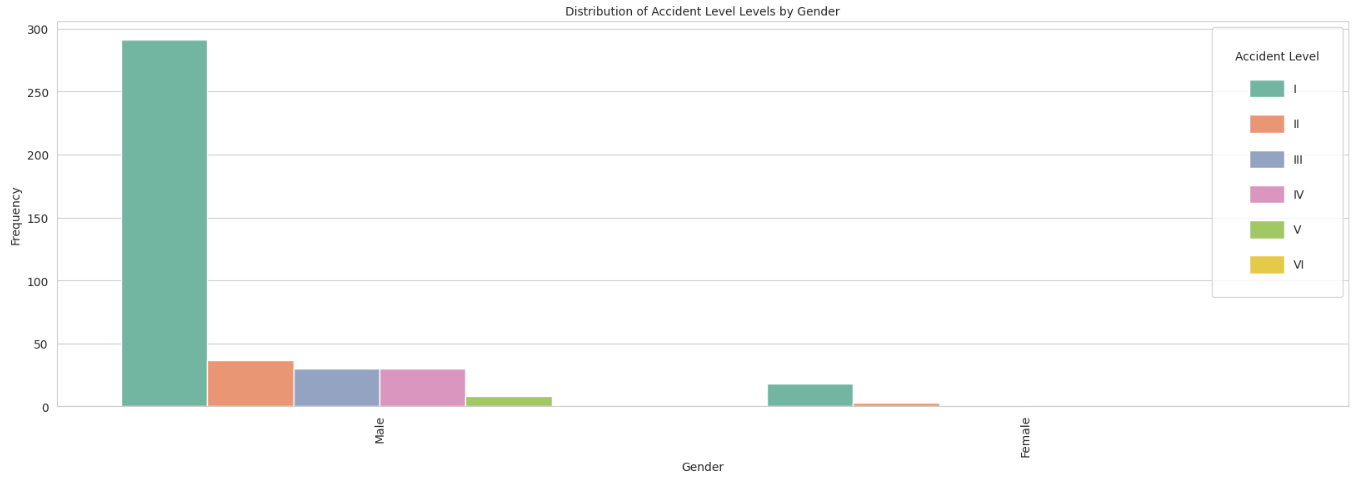 Distribution of Accident Level Levels by Gender
300
250
200
150
100
50
0
Frequency
Male
Female
Gender
Accident Level
I
II
III
IV
V
VI